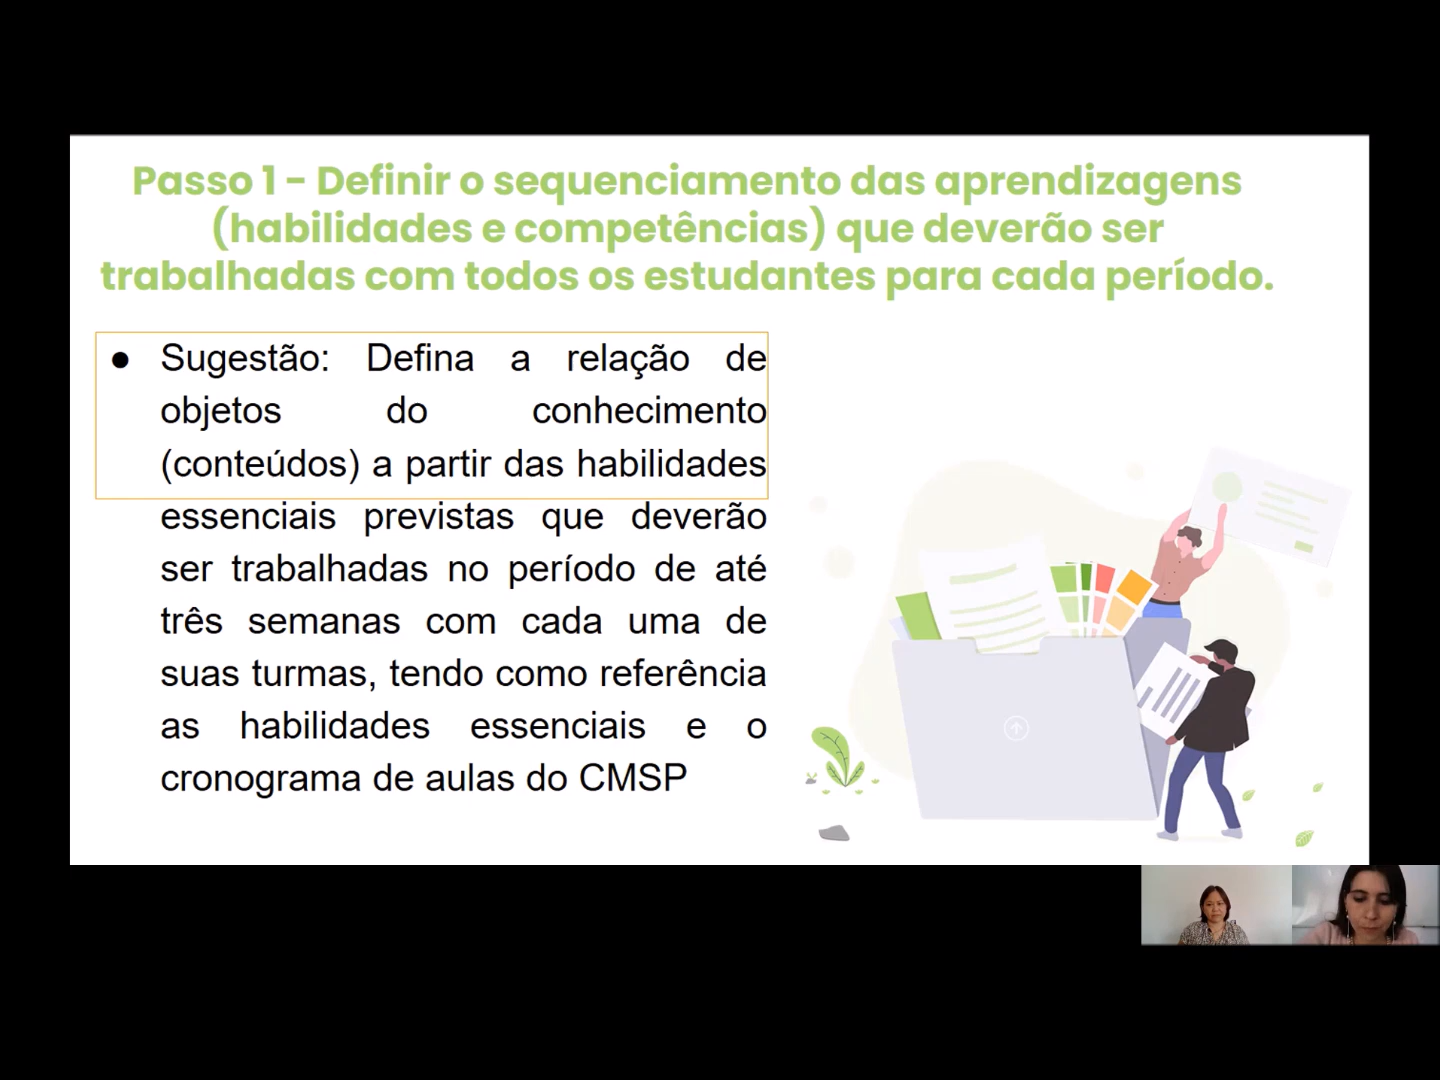 Passo 1 - Definir o sequenciamento das aprendizagens
(habilidades e competências) que deverão ser
trabalhadas com todos os estudantes para cada período.
● Sugestão: Defina a relação de
objetos do conhecimento
(conteúdos) a partir das habilidades
essenciais previstas que deverão
ser trabalhadas no período de até
três semanas com cada uma de
suas turmas, tendo como referência
as habilidades essenciais e o
cronograma de aulas do CMSP